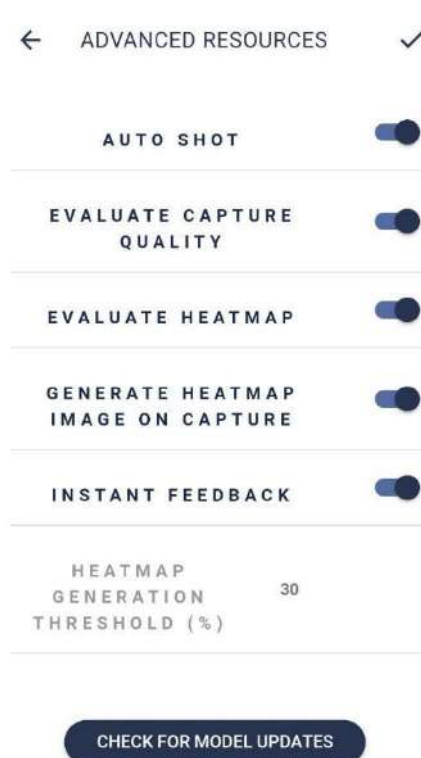 ADVANCED RESOURCES
AUTO SHOT
EVALUATE CAPTURE
QUALITY
EVALUATE HEATMAP
GENERATE HEATMAP
IMAGE ON CAPTURE
INSTANT FEEDBACK
HEATMAP
GENERATION
THRESHOLD (%)
30
CHECK FOR MODEL UPDATES